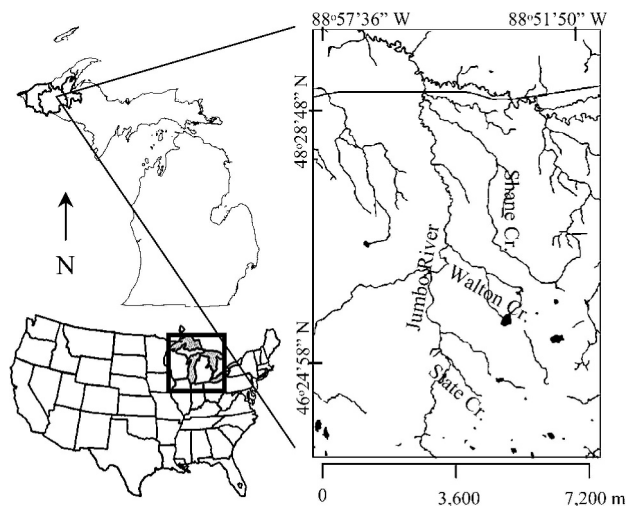 88°57'36" W
88°51'50" W
48°28'48" N
46°24'58" N
N
Shane Cr.
Jumbo River
Walton Cr.
Slate Cr.
0
3,600
7,200 m